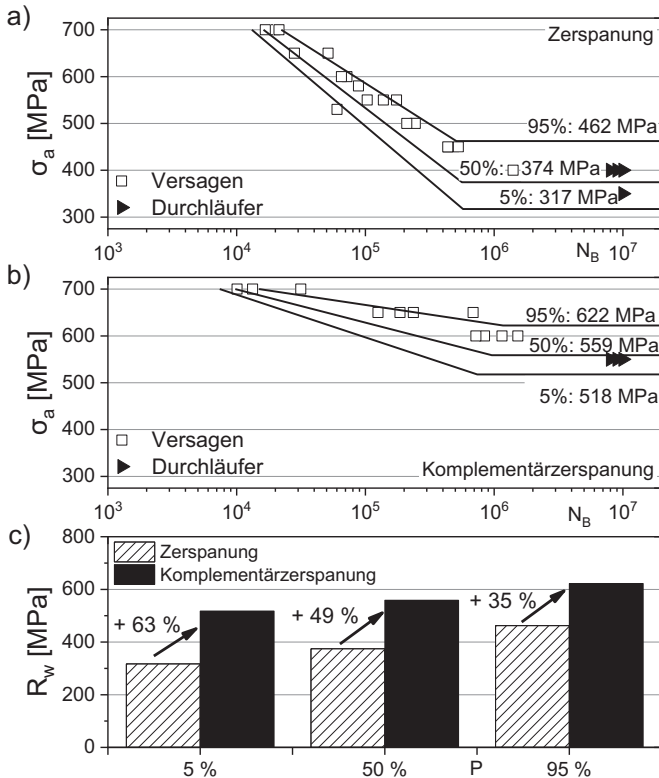 a)
700
600
500
400
300
σa [MPa]
Zerspanung
95%: 462 MPa
50%: 374 MPa
5%: 317 MPa
Versagen
Durchläufer
10³ 10⁴ 10⁵ 10⁶ NB 10⁷
b)
700
600
500
400
300
σa [MPa]
95%: 622 MPa
50%: 559 MPa
5%: 518 MPa
Versagen
Durchläufer
Komplementärzerspanung
10³ 10⁴ 10⁵ 10⁶ NB 10⁷
c)
800
600
400
200
0
Rw [MPa]
Zerspanung
Komplementärzerspanung
+ 63 %
+ 49 %
+ 35 %
5 % 50 % P 95 %